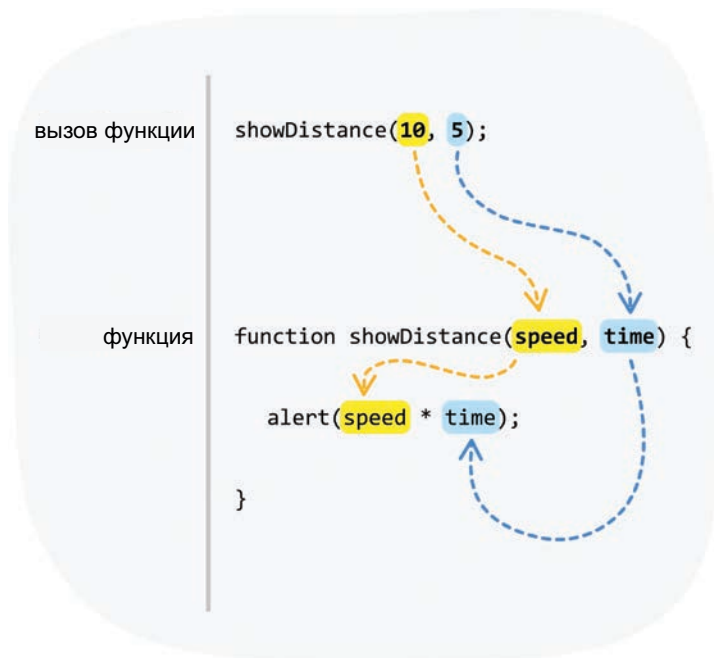 вызов функции showDistance(10, 5);
функция function showDistance(speed, time) {
alert(speed * time);
}